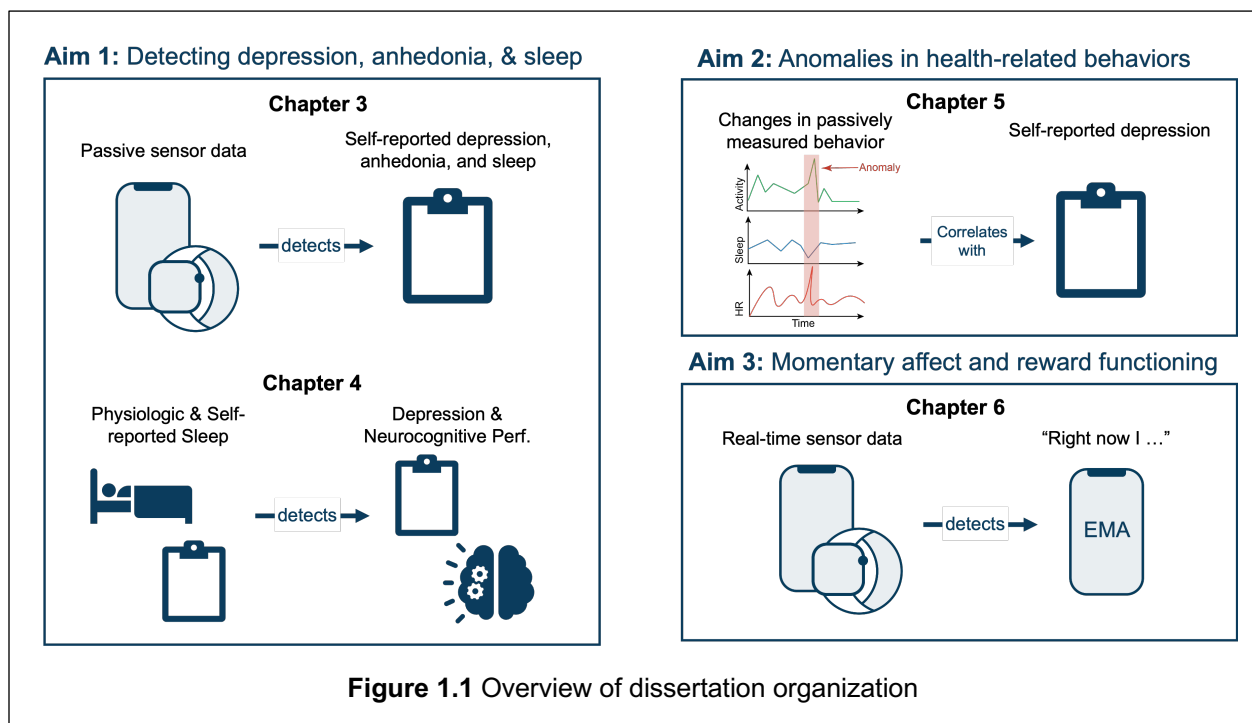 Aim 1: Detecting depression, anhedonia, & sleep
Chapter 3
Passive sensor data
Self-reported depression,
anhedonia, and sleep
detects
Chapter 4
Physiologic & Self-
reported Sleep
Depression &
Neurocognitive Perf.
detects
Aim 2: Anomalies in health-related behaviors
Chapter 5
Changes in passively
measured behavior
Self-reported depression
Anomaly
Activity
Sleep
HR
Time
Correlates
with
Aim 3: Momentary affect and reward functioning
Chapter 6
Real-time sensor data
“Right now I ...”
detects
EMA
Figure 1.1 Overview of dissertation organization